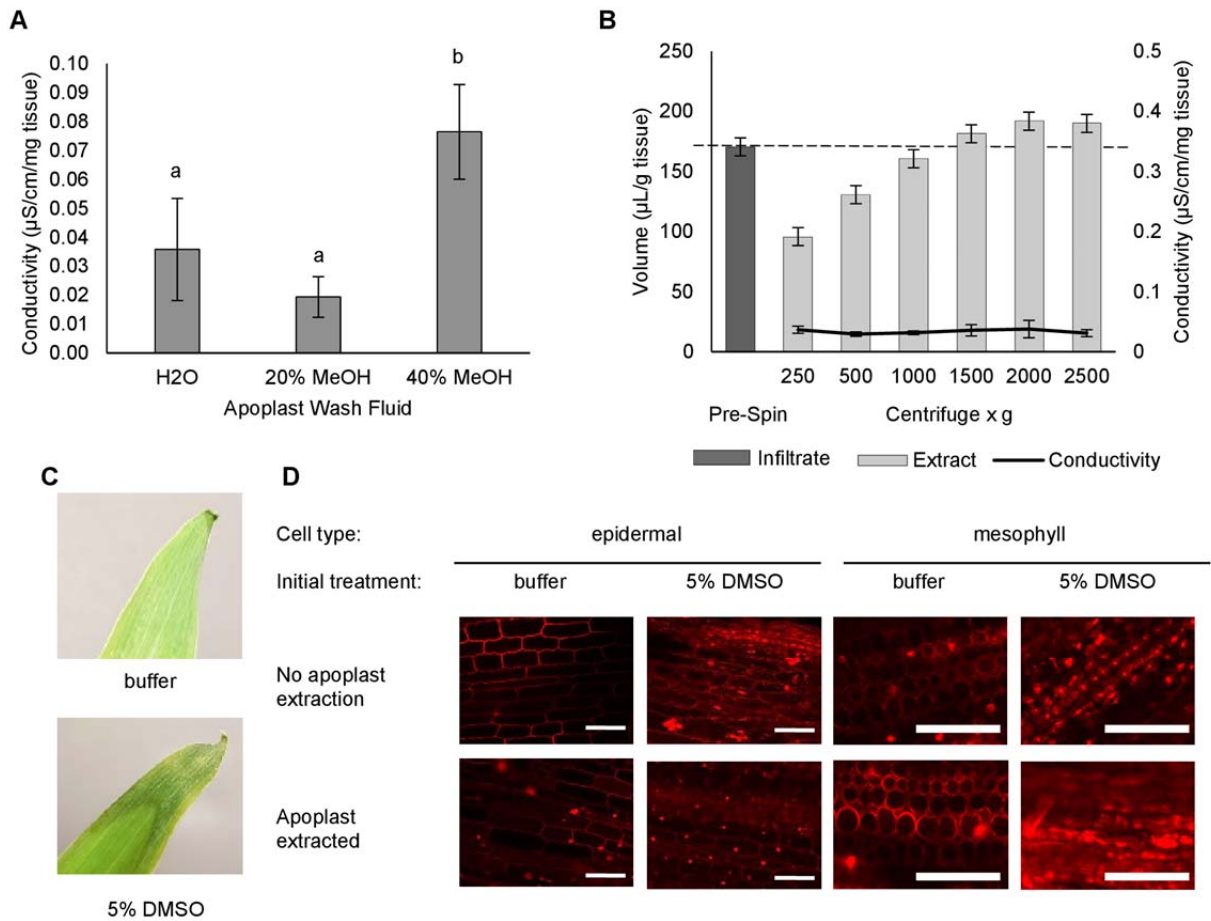 A
Conductivity (µS/cm/mg tissue)
0.10
0.09
0.08
0.07
0.06
0.05
0.04
0.03
0.02
0.01
0.00
a
a
b
H2O 20% MeOH 40% MeOH
Apoplast Wash Fluid
B
Volume (µL/g tissue)
250
200
150
100
50
0
0.5
0.4
0.3
0.2
0.1
0
Conductivity (µS/cm/mg tissue)
250 500 1000 1500 2000 2500
Pre-Spin Centrifuge x g
Infiltrate Extract Conductivity
C
buffer
5% DMSO
D
Cell type: epidermal mesophyll
Initial treatment: buffer 5% DMSO buffer 5% DMSO
No apoplast
extraction
Apoplast
extracted